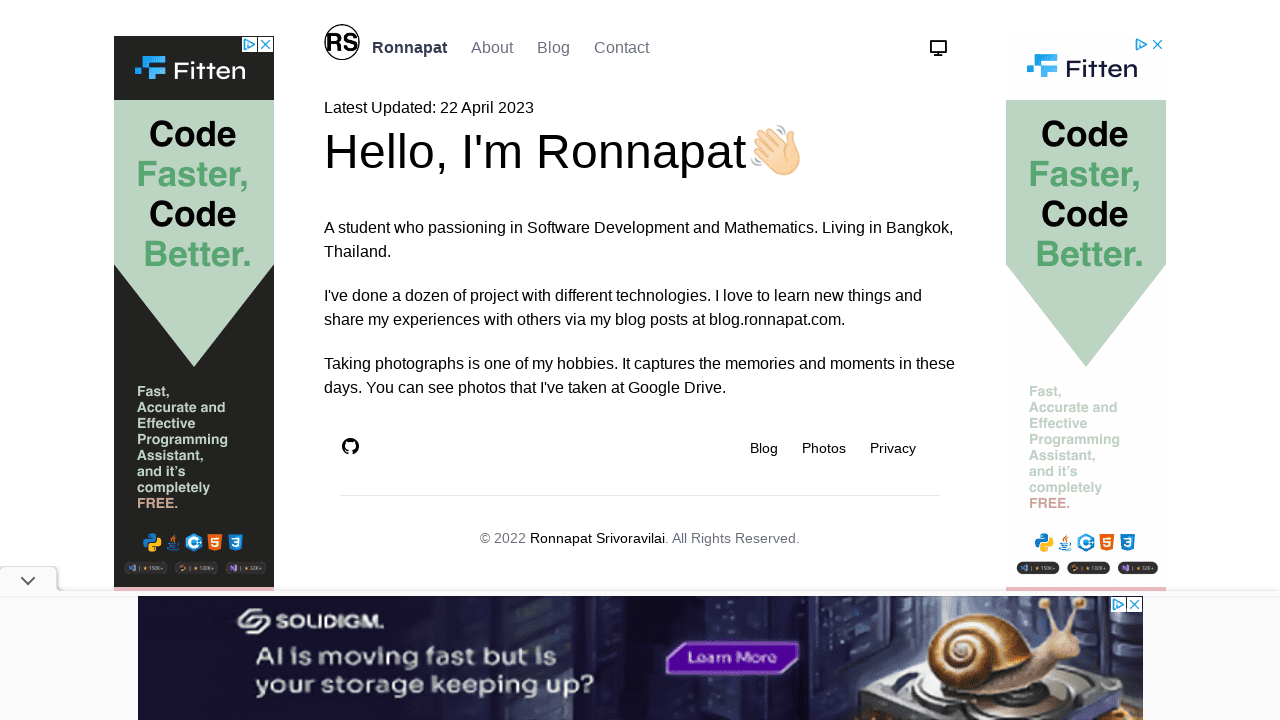 RS Ronnapat About Blog Contact
Latest Updated: 22 April 2023
Hello, I'm Ronnapat👋🏻
A student who passioning in Software Development and Mathematics. Living in Bangkok,
Thailand.
I've done a dozen of project with different technologies. I love to learn new things and
share my experiences with others via my blog posts at blog.ronnapat.com.
Taking photographs is one of my hobbies. It captures the memories and moments in these
days. You can see photos that I've taken at Google Drive.
Blog Photos Privacy
© 2022 Ronnapat Srivoravilai. All Rights Reserved.
Fitten
Code
Faster,
Code
Better.
Fast,
Accurate and
Effective
Programming
Assistant,
and it's
completely
FREE.
150K+ 130K+ 32K+
Fitten
Code
Faster,
Code
Better.
Fast,
Accurate and
Effective
Programming
Assistant,
and it's
completely
FREE.
150K+ 130K+ 32K+
SOLIDIGM.
AI is moving fast but is
your storage keeping up?
Learn More